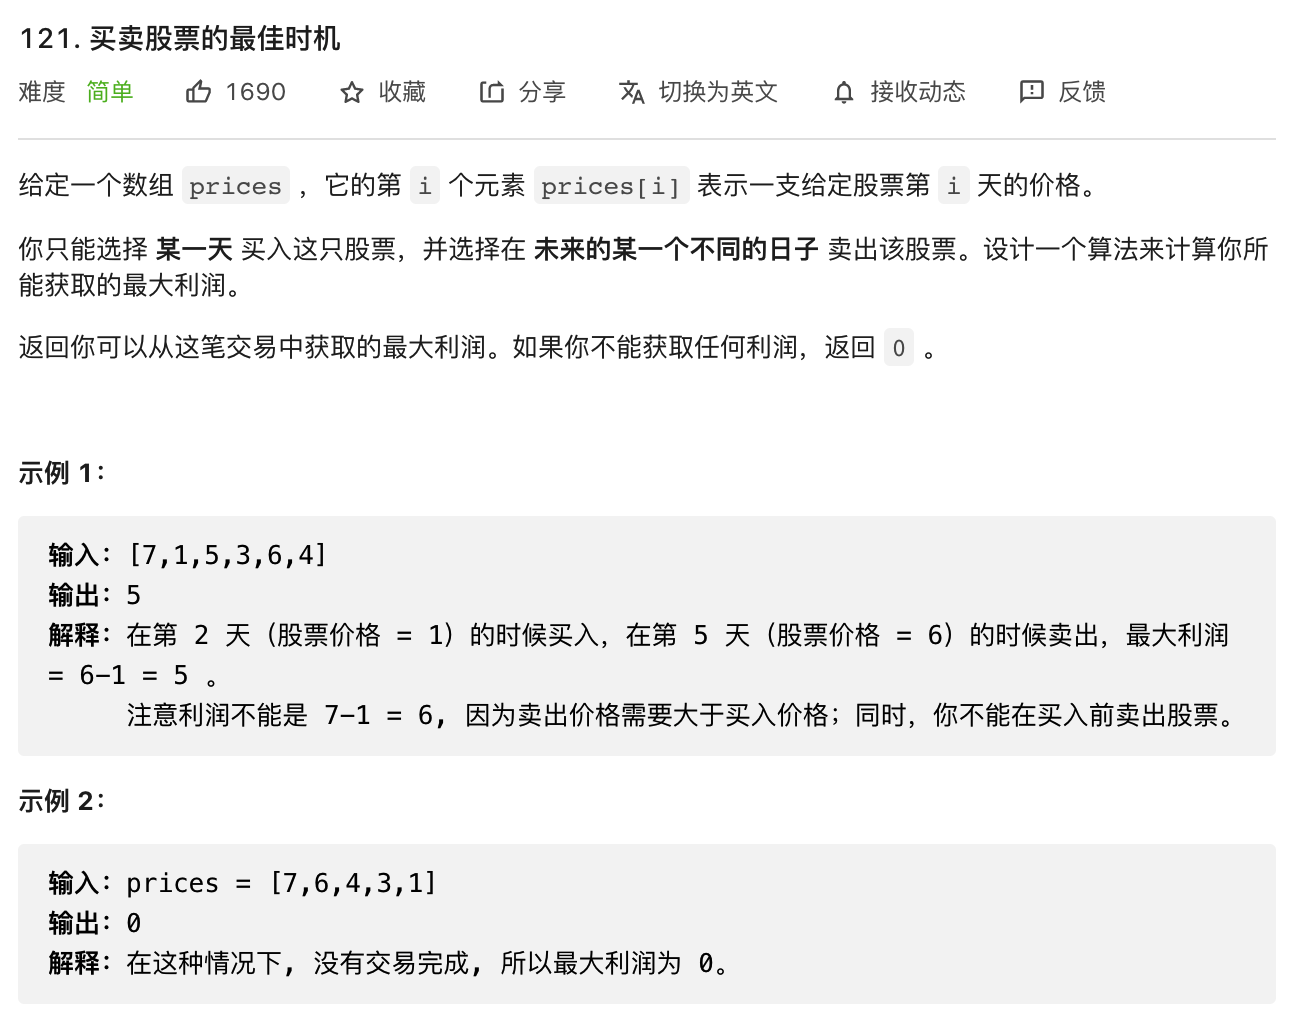 121. 买卖股票的最佳时机
难度 简单 1690 收藏 分享 切换为英文 接收动态 反馈
给定一个数组 prices ，它的第 i 个元素 prices[i] 表示一支给定股票第 i 天的价格。
你只能选择 某一天 买入这只股票，并选择在 未来的某一个不同的日子 卖出该股票。设计一个算法来计算你所
能获取的最大利润。
返回你可以从这笔交易中获取的最大利润。如果你不能获取任何利润，返回 0 。
示例 1：
输入：[7,1,5,3,6,4]
输出：5
解释：在第 2 天（股票价格 = 1）的时候买入，在第 5 天（股票价格 = 6）的时候卖出，最大利润
= 6-1 = 5 。
注意利润不能是 7-1 = 6, 因为卖出价格需要大于买入价格；同时，你不能在买入前卖出股票。
示例 2：
输入：prices = [7,6,4,3,1]
输出：0
解释：在这种情况下, 没有交易完成, 所以最大利润为 0。